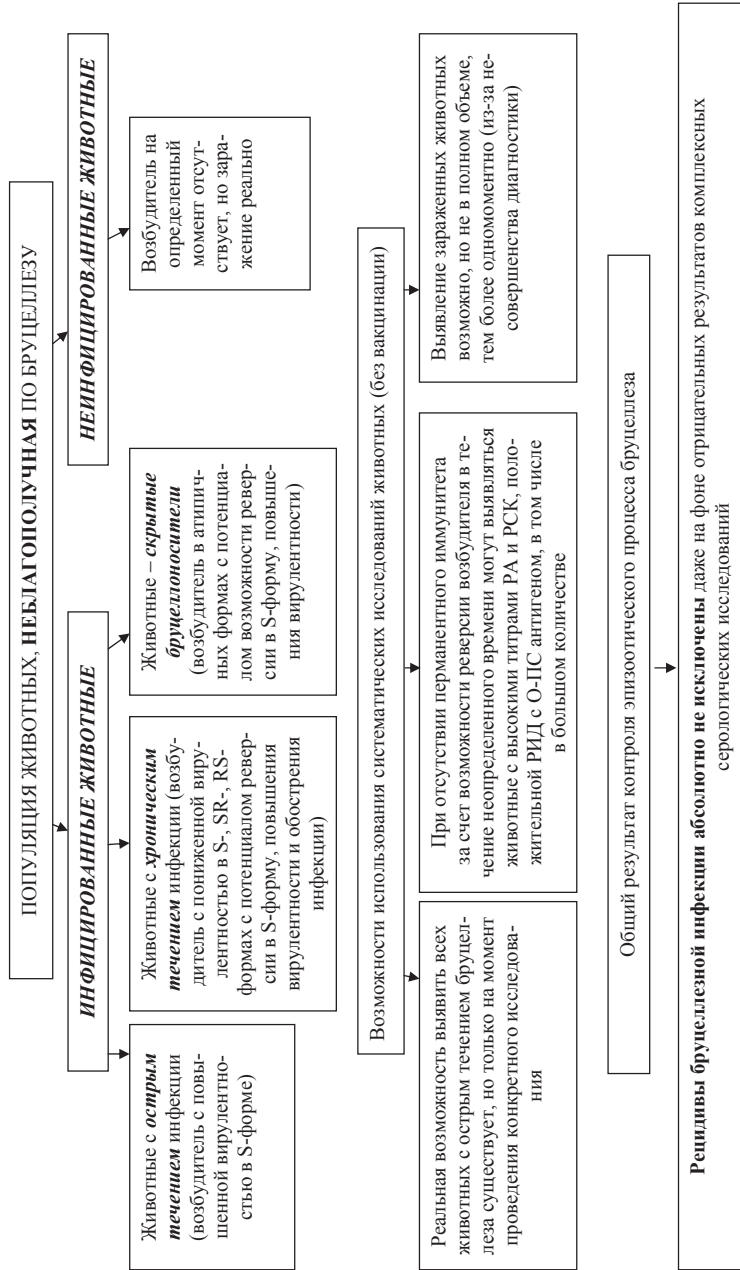 ПОПУЛЯЦИЯ ЖИВОТНЫХ, НЕБЛАГОПОЛУЧНАЯ ПО БРУЦЕЛЛЕЗУ
ИНФИЦИРОВАННЫЕ ЖИВОТНЫЕ
НЕИНФИЦИРОВАННЫЕ ЖИВОТНЫЕ
Животные с острым
течением инфекции
(возбудитель с повы-
шенной вирулентно-
стью в S-форме)
Животные с хроническим
течением инфекции (возбу-
дитель с пониженной виру-
лентностью в S-, SR-, RS-
формах с потенциалом ревер-
сии в S-форму, повышения
вирулентности и обострения
инфекции)
Животные – скрытые
бруцеллоносители
(возбудитель в атипич-
ных формах с потенциа-
лом возможности ревер-
сии в S-форму, повыше-
ния вирулентности)
Возбудитель на
определенный
момент отсут-
ствует, но зара-
жение реально
Возможности использования систематических исследований животных (без вакцинации)
Реальная возможность выявить всех
животных с острым течением бруцел-
леза существует, но только на момент
проведения конкретного исследова-
ния
При отсутствии перманентного иммунитета
за счет возможности реверсии возбудителя в те-
чение неопределенного времени могут выявляться
животные с высокими титрами РА и РСК, поло-
жительной РИД с О-ПС антигеном, в том числе
в большом количестве
Выявление зараженных животных
возможно, но не в полном объеме,
тем более одномоментно (из-за не-
совершенства диагностики)
Общий результат контроля эпизоотического процесса бруцеллеза
Рецидивы бруцеллезной инфекции абсолютно не исключены даже на фоне отрицательных результатов комплексных
серологических исследований